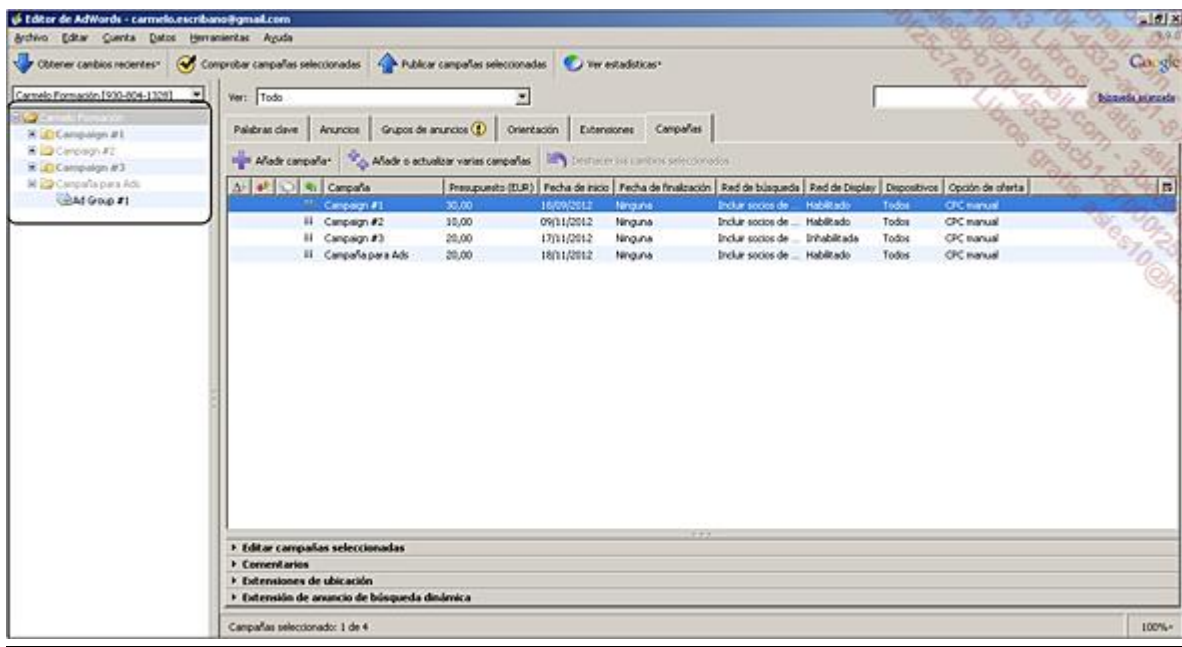 Editor de AdWords - carmelo.escribano@gmail.com
Archivo Editar Cuenta Datos Herramientas Ayuda
Obtener cambios recientes Comprobar campañas seleccionadas Publicar campañas seleccionadas Ver estadísticas
Google
Carmelo Formación [930-804-1328] Ver: Todo Búsqueda avanzada
Carmelo Formación
Campaign #1
Campaign #2
Campaign #3
Campaña para Ads
Ad Group #1
Palabras clave Anuncios Grupos de anuncios Orientación Extensiones Campañas
Añadir campaña Añadir o actualizar varias campañas Deshacer los cambios seleccionados
Campaña Presupuesto (EUR) Fecha de inicio Fecha de finalización Red de búsqueda Red de Display Dispositivos Opción de oferta
Campaign #1 30,00 18/09/2012 Ninguna Incluir socios de ... Habilitado Todos CPC manual
Campaign #2 10,00 09/11/2012 Ninguna Incluir socios de ... Habilitado Todos CPC manual
Campaign #3 20,00 17/11/2012 Ninguna Incluir socios de ... Inhabilitada Todos CPC manual
Campaña para Ads 20,00 18/11/2012 Ninguna Incluir socios de ... Habilitado Todos CPC manual
Editar campañas seleccionadas
Comentarios
Extensiones de ubicación
Extensión de anuncio de búsqueda dinámica
Campañas seleccionado: 1 de 4 100%